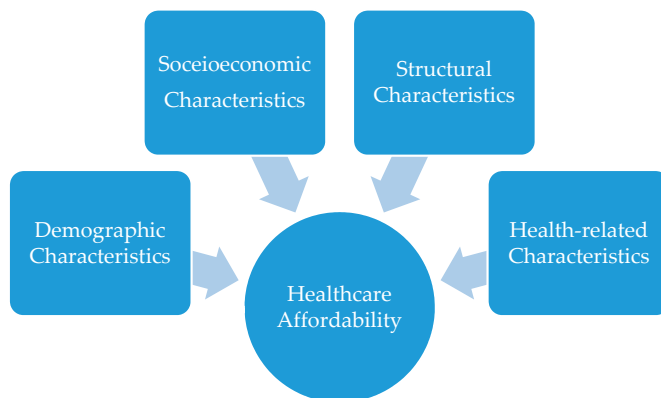 Soceioeconomic
Characteristics
Structural
Characteristics
Demographic
Characteristics
Health-related
Characteristics
Healthcare
Affordability